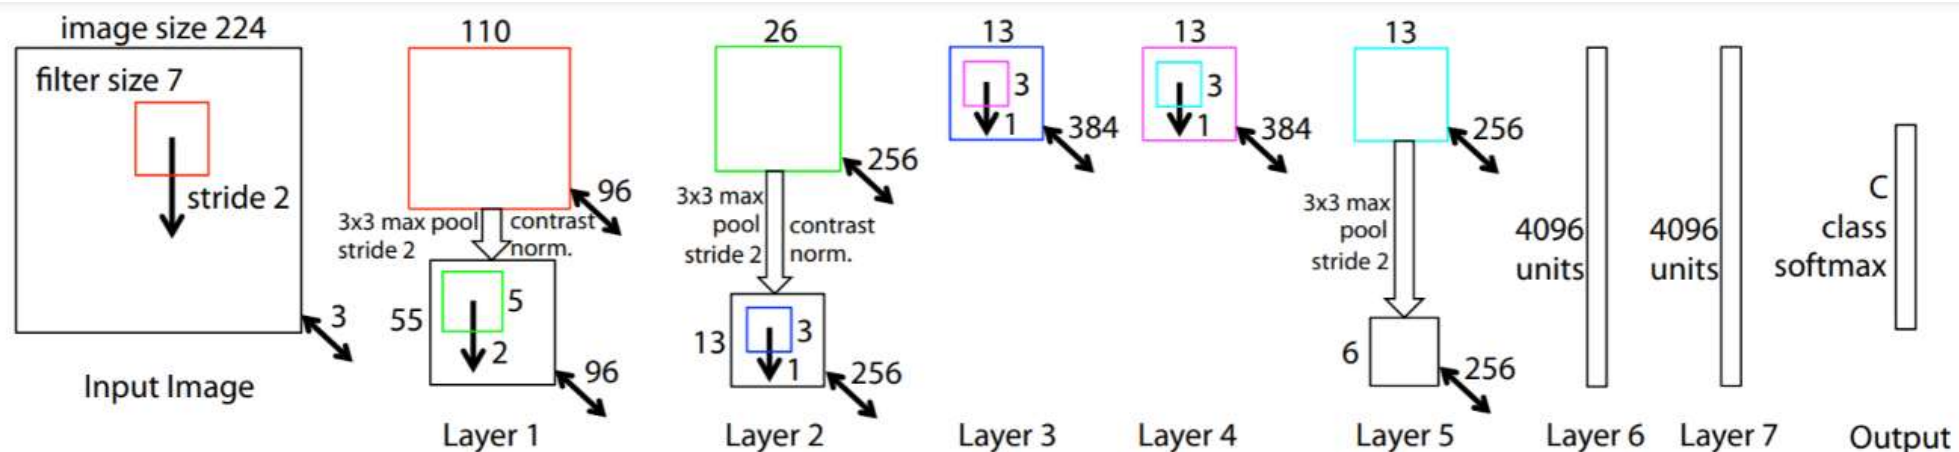 image size 224
filter size 7
stride 2
3
Input Image
110
96
3x3 max pool
stride 2
contrast
norm.
55
5
2
96
Layer 1
26
256
3x3 max
pool
stride 2
contrast
norm.
13
3
1
256
Layer 2
13
3
1
384
Layer 3
13
3
1
384
Layer 4
13
256
3x3 max
pool
stride 2
6
256
Layer 5
4096
units
Layer 6
4096
units
Layer 7
C
class
softmax
Output